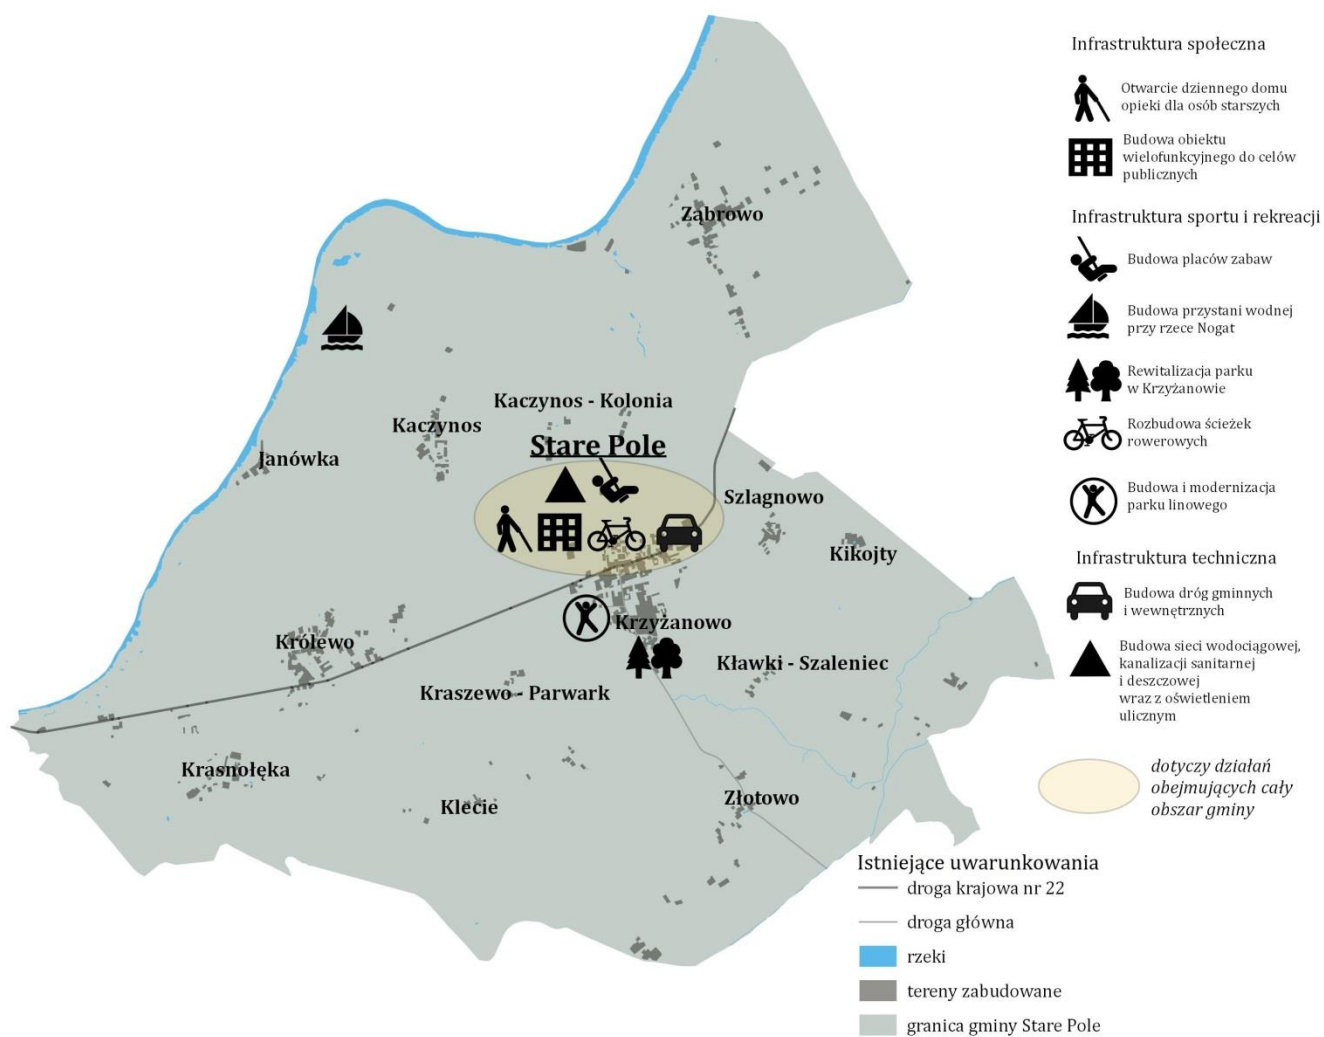 Infrastruktura społeczna
Otwarcie dziennego domu
opieki dla osób starszych
Budowa obiektu
wielofunkcyjnego do celów
publicznych
Infrastruktura sportu i rekreacji
Budowa placów zabaw
Budowa przystani wodnej
przy rzece Nogat
Rewitalizacja parku
w Krzyżanowie
Rozbudowa ścieżek
rowerowych
Budowa i modernizacja
parku linowego
Infrastruktura techniczna
Budowa dróg gminnych
i wewnętrznych
Budowa sieci wodociągowej,
kanalizacji sanitarnej
i deszczowej
wraz z oświetleniem
ulicznym
dotyczy działań
obejmujących cały
obszar gminy
Istniejące uwarunkowania
droga krajowa nr 22
droga główna
rzeki
tereny zabudowane
granica gminy Stare Pole
Ząbrowo
Kaczynos - Kolonia
Kaczynos
Stare Pole
Janówka
Szlagnowo
Kikojty
Krzyżanowo
Królewo
Kławki - Szaleniec
Kraszewo - Parwark
Krasnołęka
Klecie
Złotowo